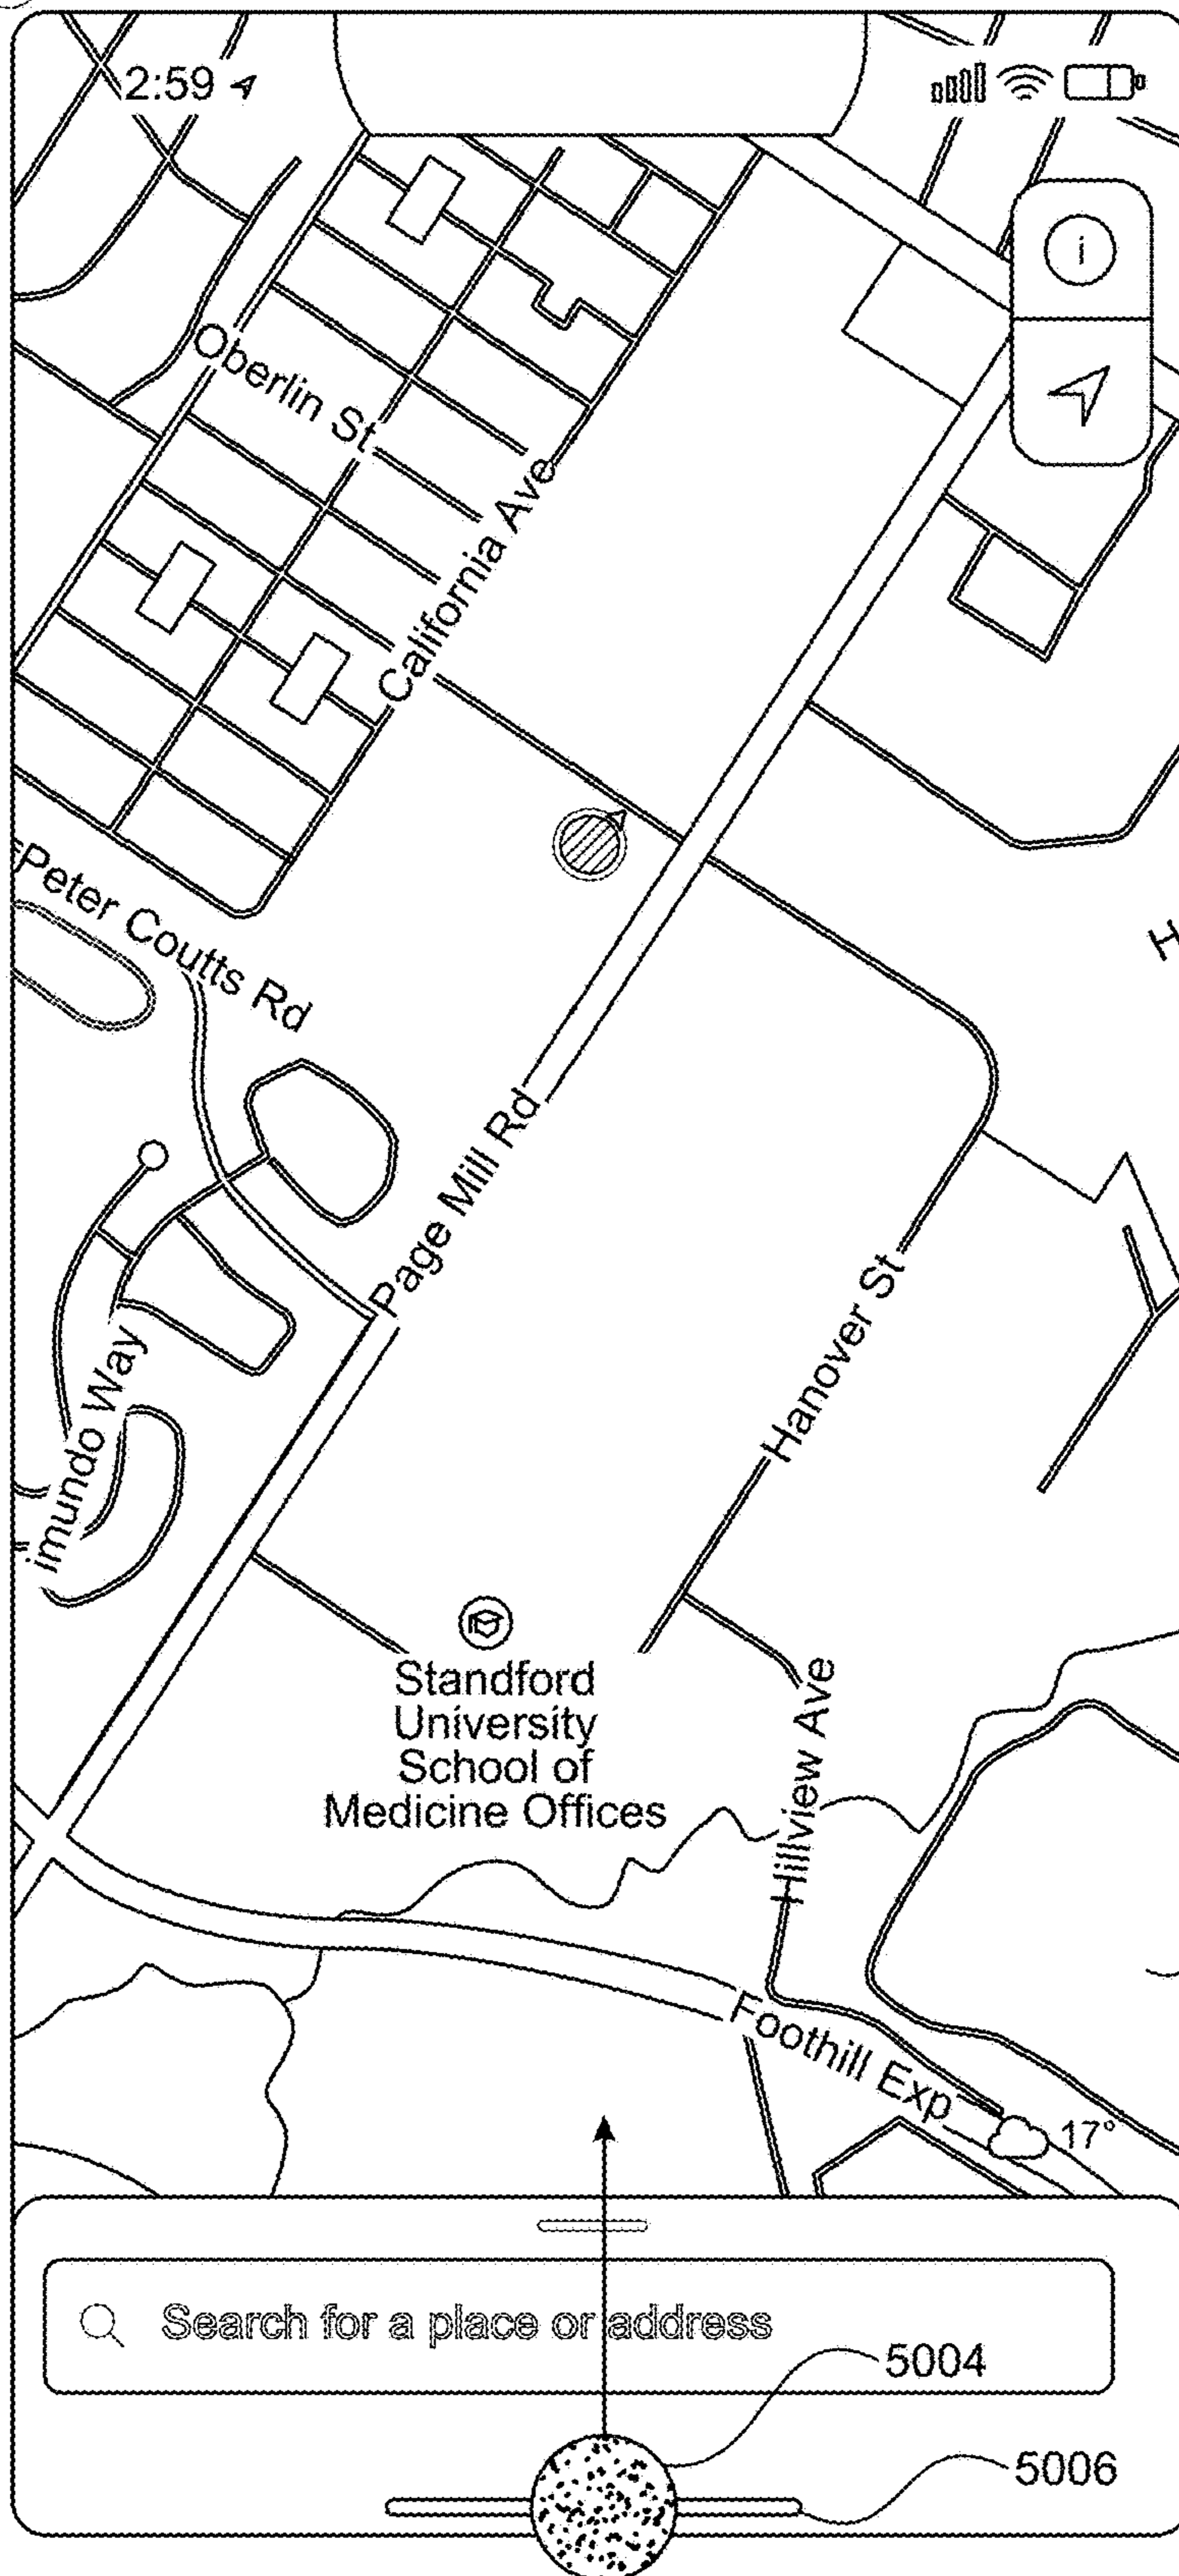 2:59
i
Oberlin St
California Ave
Peter Coutts Rd
H
Page Mill Rd
Hanover St
imundo Way
Standford
University
School of
Medicine Offices
Hillview Ave
Foothill Exp
17°
Search for a place or address
5004
5006